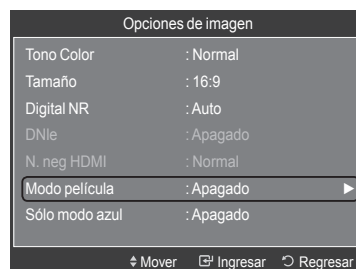 Opciones de imagen
Tono Color : Normal
Tamaño : 16:9
Digital NR : Auto
DNIe : Apagado
N. neg HDMI : Normal
Modo película : Apagado
Sólo modo azul : Apagado
Mover Ingresar Regresar